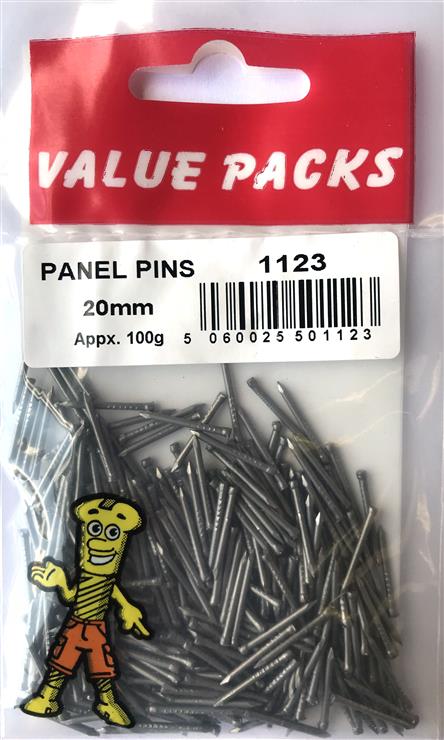 VALUE PACKS
PANEL PINS 1123
20mm
Appx. 100g 5 060025 501123